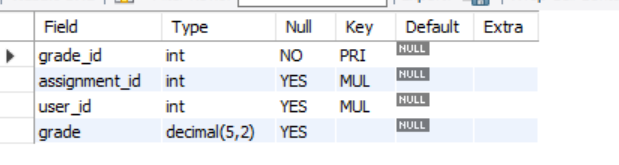 Field Type Null Key Default Extra
grade_id int NO PRI NULL
assignment_id int YES MUL NULL
user_id int YES MUL NULL
grade decimal(5,2) YES NULL